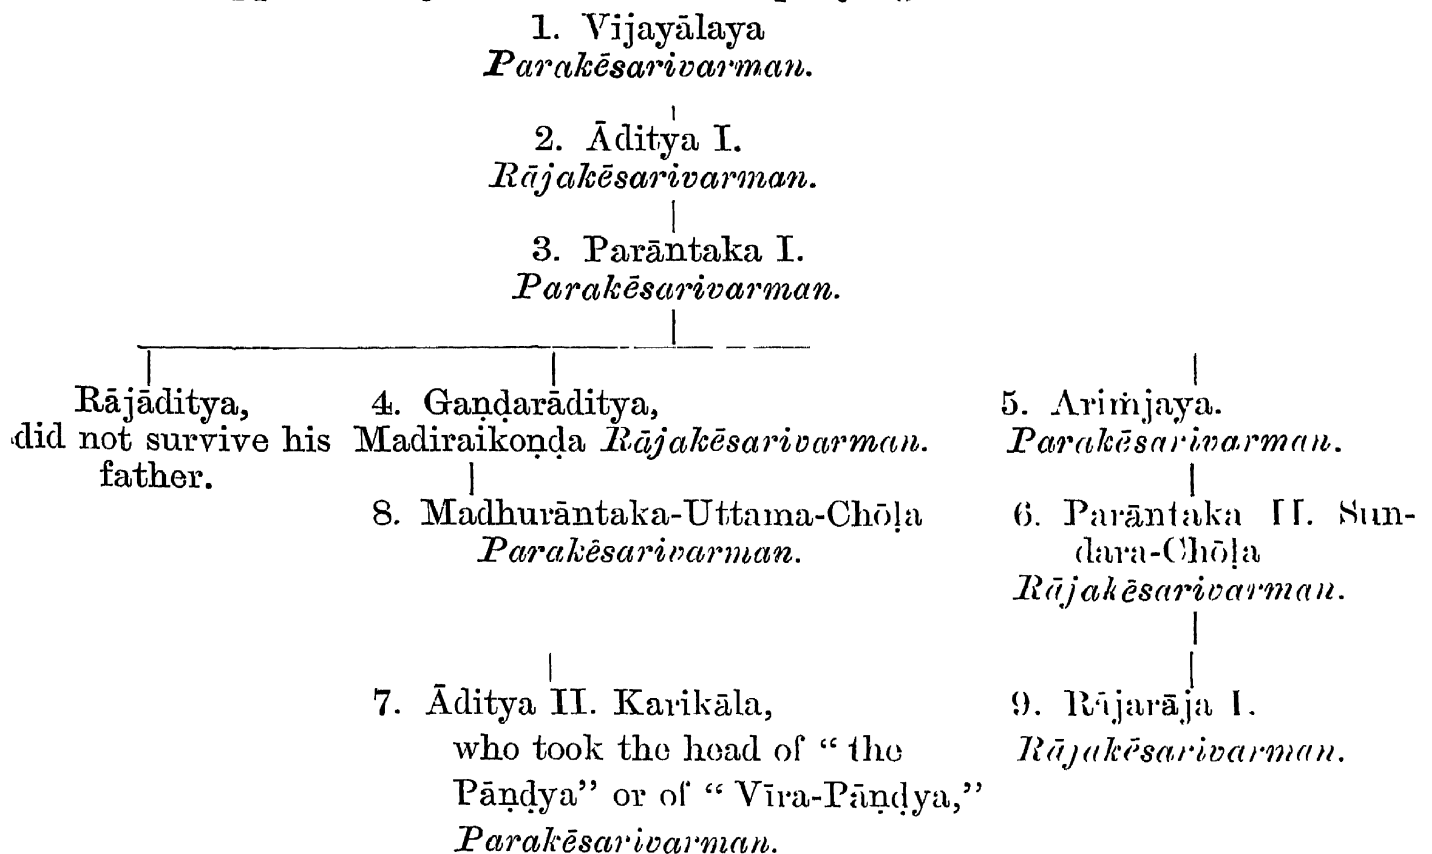 1. Vijayālaya
Parakēsarivarman.
2. Āditya I.
Rājakēsarivarman.
3. Parāntaka I.
Parakēsarivarman.
Rājāditya,
did not survive his
father.
4. Gaṇḍarāditya,
Madiraikoṇḍa Rājakēsarivarman.
5. Ariṁjaya.
Parakēsarivarman.
8. Madhurāntaka-Uttama-Chōḷa
Parakēsarivarman.
6. Parāntaka II. Sun-
dara-Chōḷa
Rājakēsarivarman.
7. Āditya II. Karikāla,
who took the head of “the
Pāṇḍya” or of “Vīra-Pāṇḍya,”
Parakēsarivarman.
9. Rājarāja I.
Rājakēsarivarman.